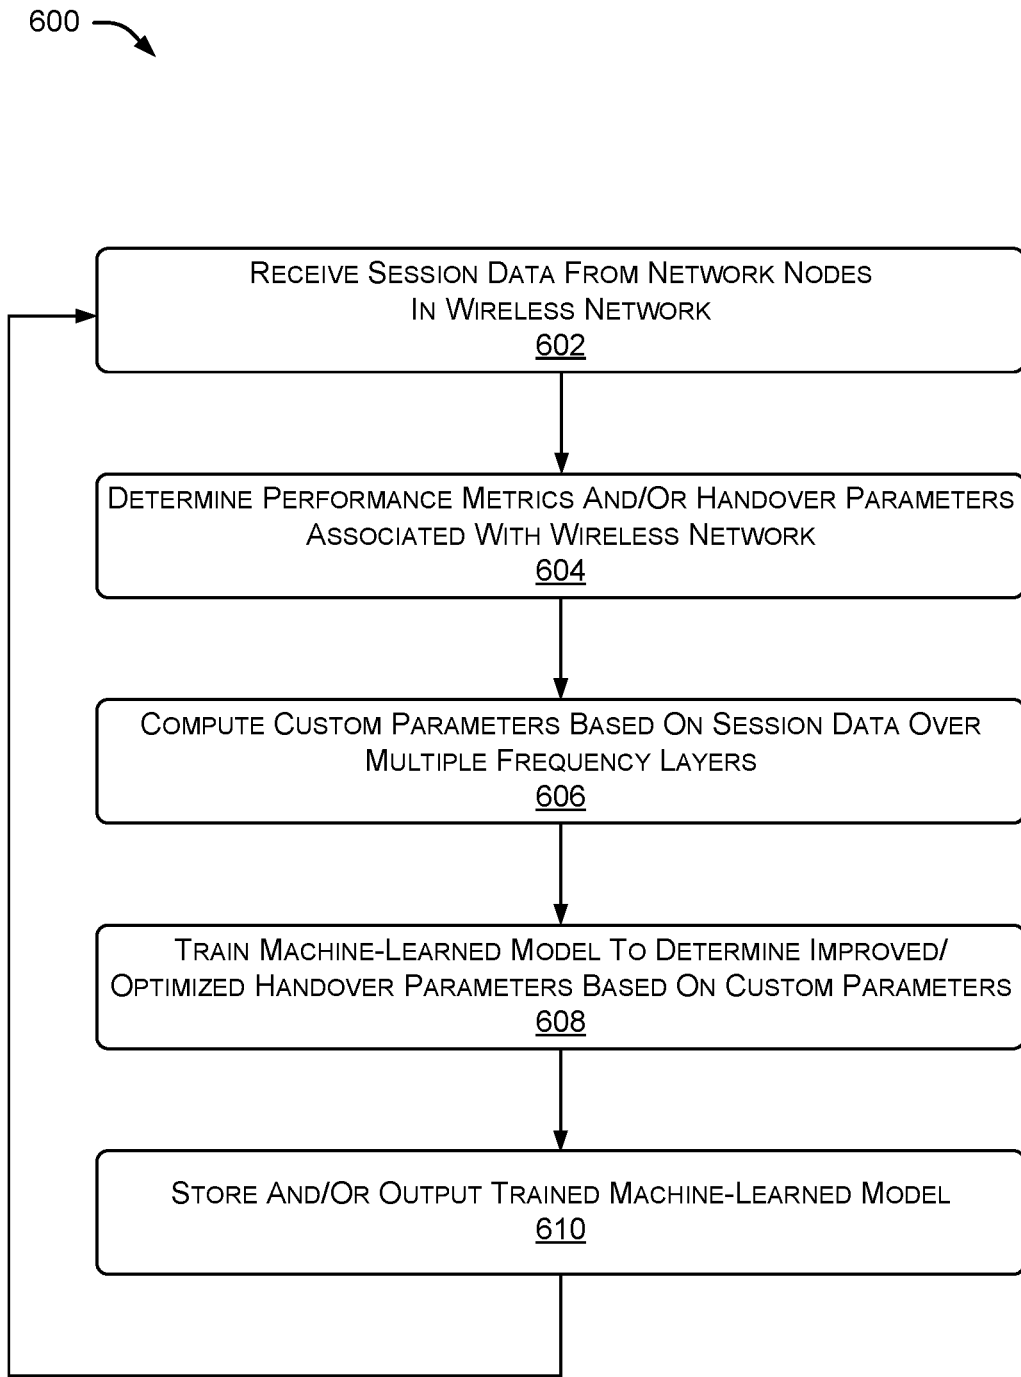 600
RECEIVE SESSION DATA FROM NETWORK NODES
IN WIRELESS NETWORK
602
DETERMINE PERFORMANCE METRICS AND/OR HANDOVER PARAMETERS
ASSOCIATED WITH WIRELESS NETWORK
604
COMPUTE CUSTOM PARAMETERS BASED ON SESSION DATA OVER
MULTIPLE FREQUENCY LAYERS
606
TRAIN MACHINE-LEARNED MODEL TO DETERMINE IMPROVED/
OPTIMIZED HANDOVER PARAMETERS BASED ON CUSTOM PARAMETERS
608
STORE AND/OR OUTPUT TRAINED MACHINE-LEARNED MODEL
610